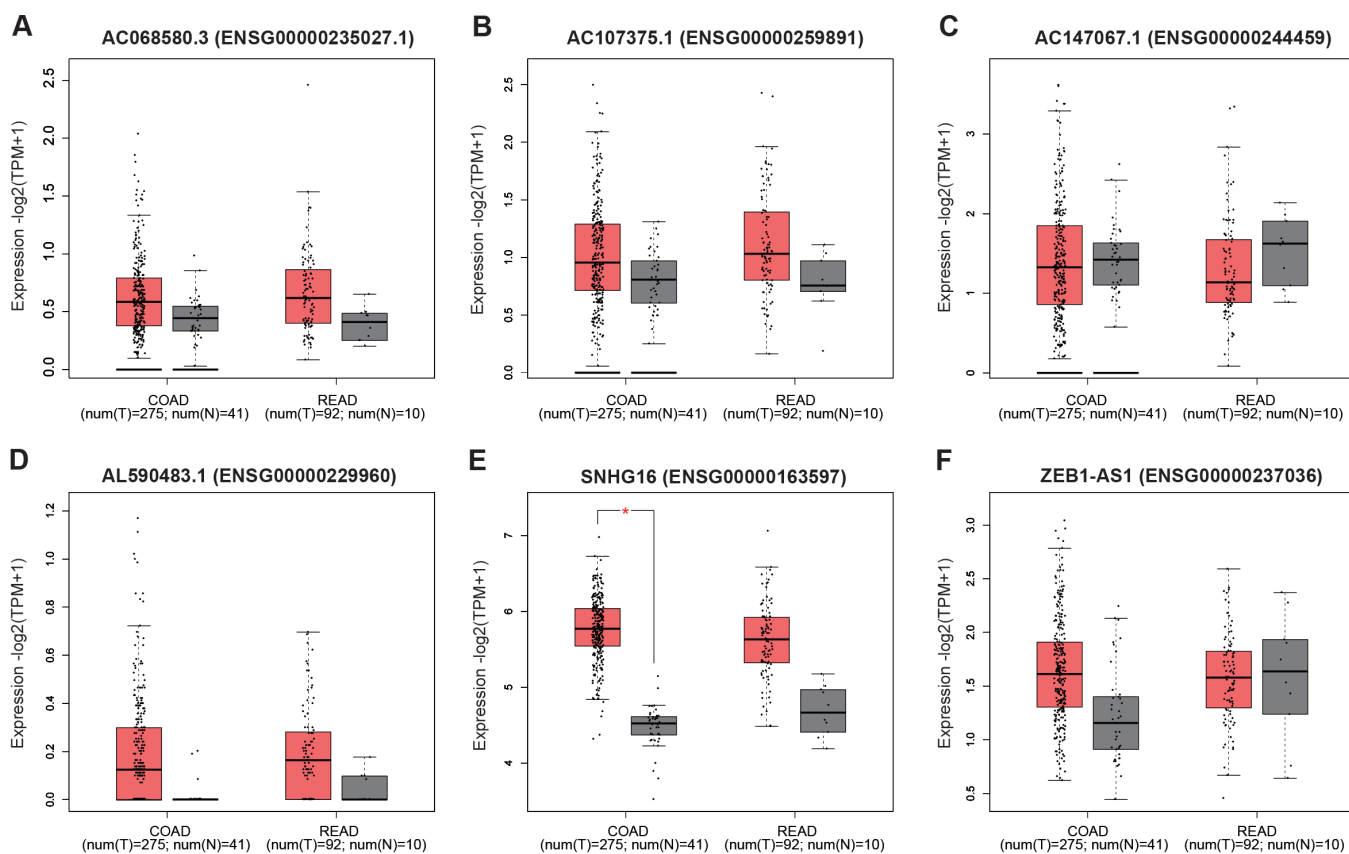 A
AC068580.3 (ENSG00000235027.1)
Expression -log2(TPM+1)
2.5
2.0
1.5
1.0
0.5
0.0
COAD
(num(T)=275; num(N)=41)
READ
(num(T)=92; num(N)=10)
B
AC107375.1 (ENSG00000259891)
Expression -log2(TPM+1)
2.5
2.0
1.5
1.0
0.5
0.0
COAD
(num(T)=275; num(N)=41)
READ
(num(T)=92; num(N)=10)
C
AC147067.1 (ENSG00000244459)
Expression -log2(TPM+1)
3
2
1
0
COAD
(num(T)=275; num(N)=41)
READ
(num(T)=92; num(N)=10)
D
AL590483.1 (ENSG00000229960)
Expression -log2(TPM+1)
1.2
1.0
0.8
0.6
0.4
0.2
0.0
COAD
(num(T)=275; num(N)=41)
READ
(num(T)=92; num(N)=10)
E
SNHG16 (ENSG00000163597)
Expression -log2(TPM+1)
7
6
5
4
*
COAD
(num(T)=275; num(N)=41)
READ
(num(T)=92; num(N)=10)
F
ZEB1-AS1 (ENSG00000237036)
Expression -log2(TPM+1)
3.0
2.5
2.0
1.5
1.0
0.5
COAD
(num(T)=275; num(N)=41)
READ
(num(T)=92; num(N)=10)